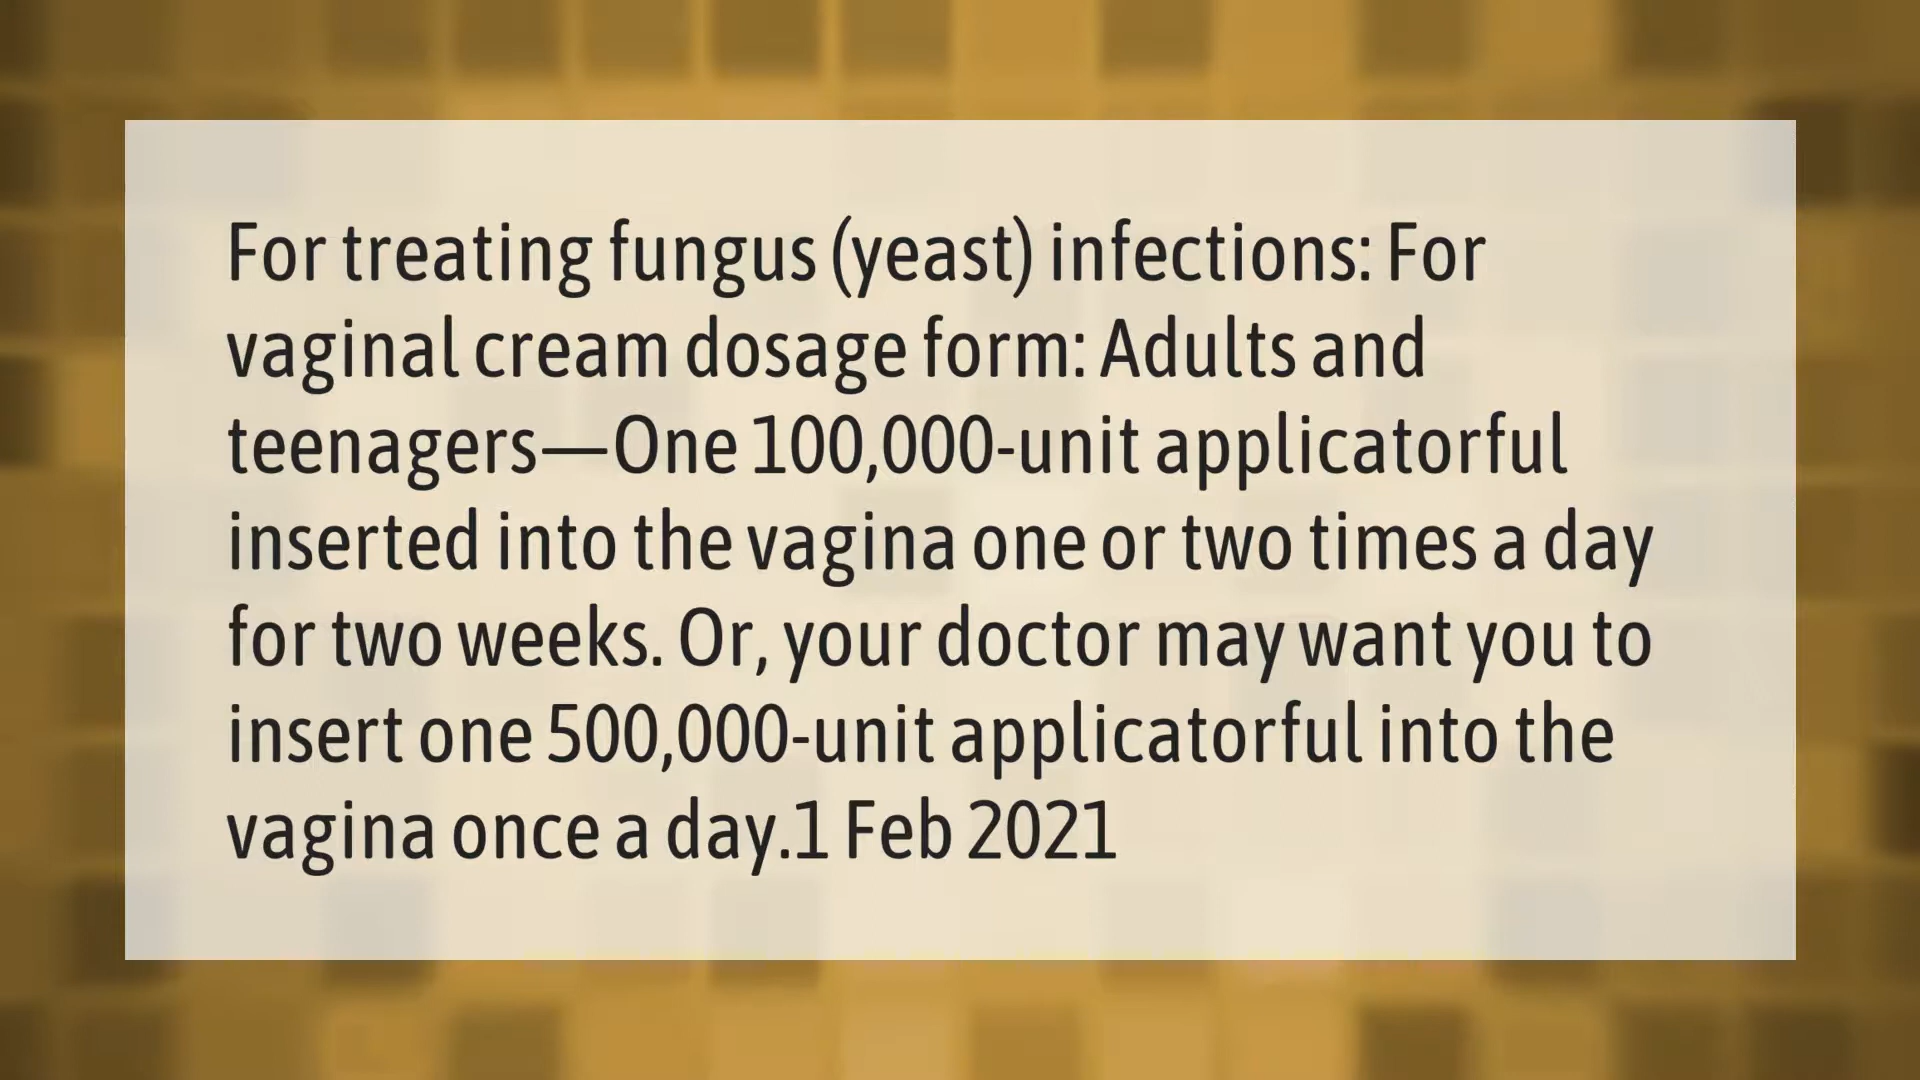 For treating fungus (yeast) infections: For
vaginal cream dosage form: Adults and
teenagers—One 100,000-unit applicatorful
inserted into the vagina one or two times a day
for two weeks. Or, your doctor may want you to
insert one 500,000-unit applicatorful into the
vagina once a day.1 Feb 2021